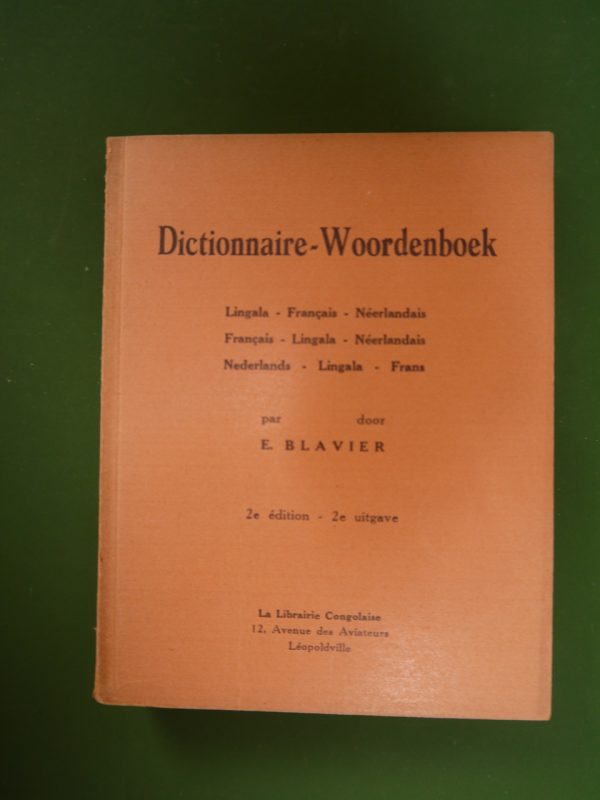 Dictionnaire-Woordenboek
Lingala - Français - Néerlandais
Français - Lingala - Néerlandais
Nederlands - Lingala - Frans
par door
E. BLAVIER
2e édition - 2e uitgave
La Librairie Congolaise
12, Avenue des Aviateurs
Léopoldville